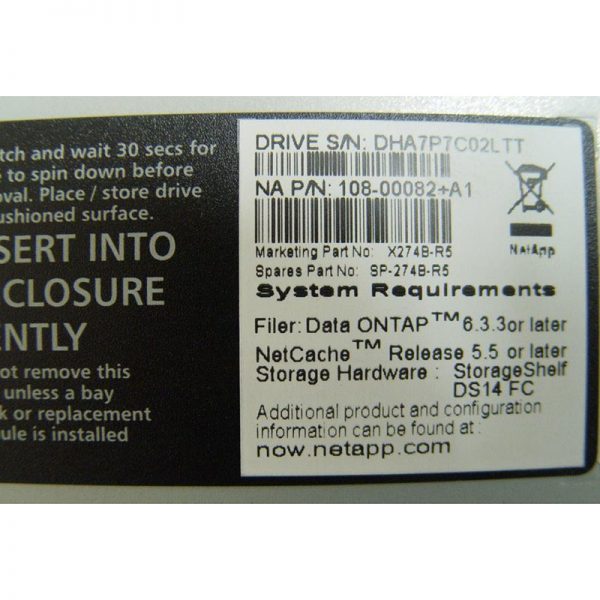 tch and wait 30 secs for
e to spin down before
oval. Place / store drive
ushioned surface.
SERT INTO
CLOSURE
ENTLY
ot remove this
unless a bay
k or replacement
ule is installed
DRIVE S/N: DHA7P7C02LTT
NA P/N: 108-00082+A1
NetApp
Marketing Part No: X274B-R5
Spares Part No: SP-274B-R5
System Requirements
Filer: Data ONTAP™ 6.3.3or later
NetCache™ Release 5.5 or later
Storage Hardware : StorageShelf
DS14 FC
Additional product and configuration
information can be found at :
now.netapp.com